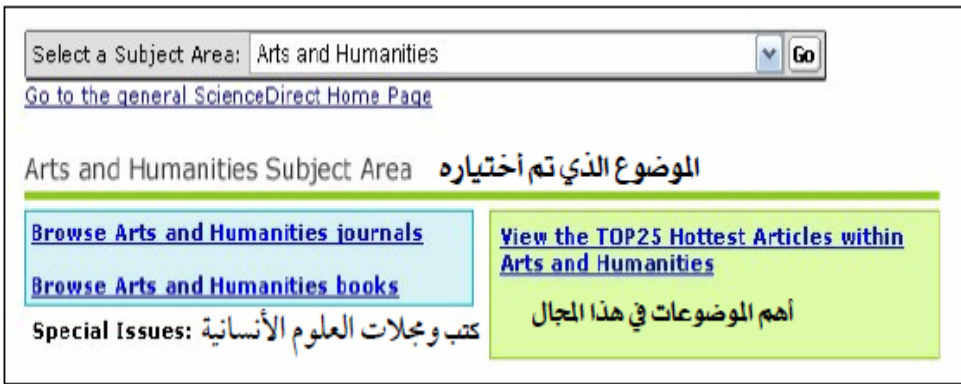 Select a Subject Area: Arts and Humanities Go
Go to the general ScienceDirect Home Page
Arts and Humanities Subject Area الموضوع الذي تم أختياره
Browse Arts and Humanities journals
Browse Arts and Humanities books
Special Issues: كتب ومجلات العلوم الأنسانية
View the TOP25 Hottest Articles within
Arts and Humanities
أهم الموضوعات في هذا المجال